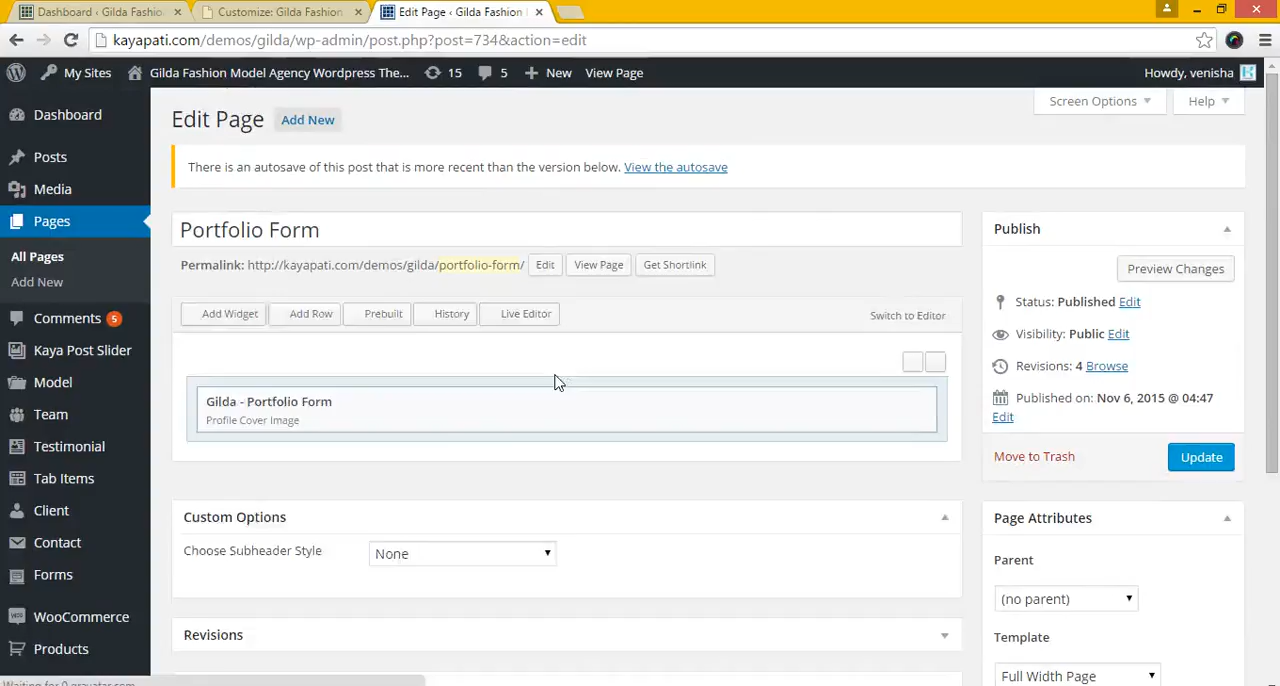 Dashboard ‹ Gilda Fashion
Customize: Gilda Fashion
Edit Page ‹ Gilda Fashion
kayapati.com/demos/gilda/wp-admin/post.php?post=734&action=edit
My Sites
Gilda Fashion Model Agency Wordpress The...
15
5
New
View Page
Howdy, venisha
Dashboard
Posts
Media
Pages
All Pages
Add New
Comments 5
Kaya Post Slider
Model
Team
Testimonial
Tab Items
Client
Contact
Forms
WooCommerce
Products
Screen Options
Help
Edit Page
Add New
There is an autosave of this post that is more recent than the version below. View the autosave
Portfolio Form
Permalink: http://kayapati.com/demos/gilda/portfolio-form/ Edit View Page Get Shortlink
Add Widget Add Row Prebuilt History Live Editor Switch to Editor
Gilda - Portfolio Form
Profile Cover Image
Custom Options
Choose Subheader Style None
Revisions
Publish
Preview Changes
Status: Published Edit
Visibility: Public Edit
Revisions: 4 Browse
Published on: Nov 6, 2015 @ 04:47
Edit
Move to Trash Update
Page Attributes
Parent
(no parent)
Template
Full Width Page
Waiting for 0.gravatar.com